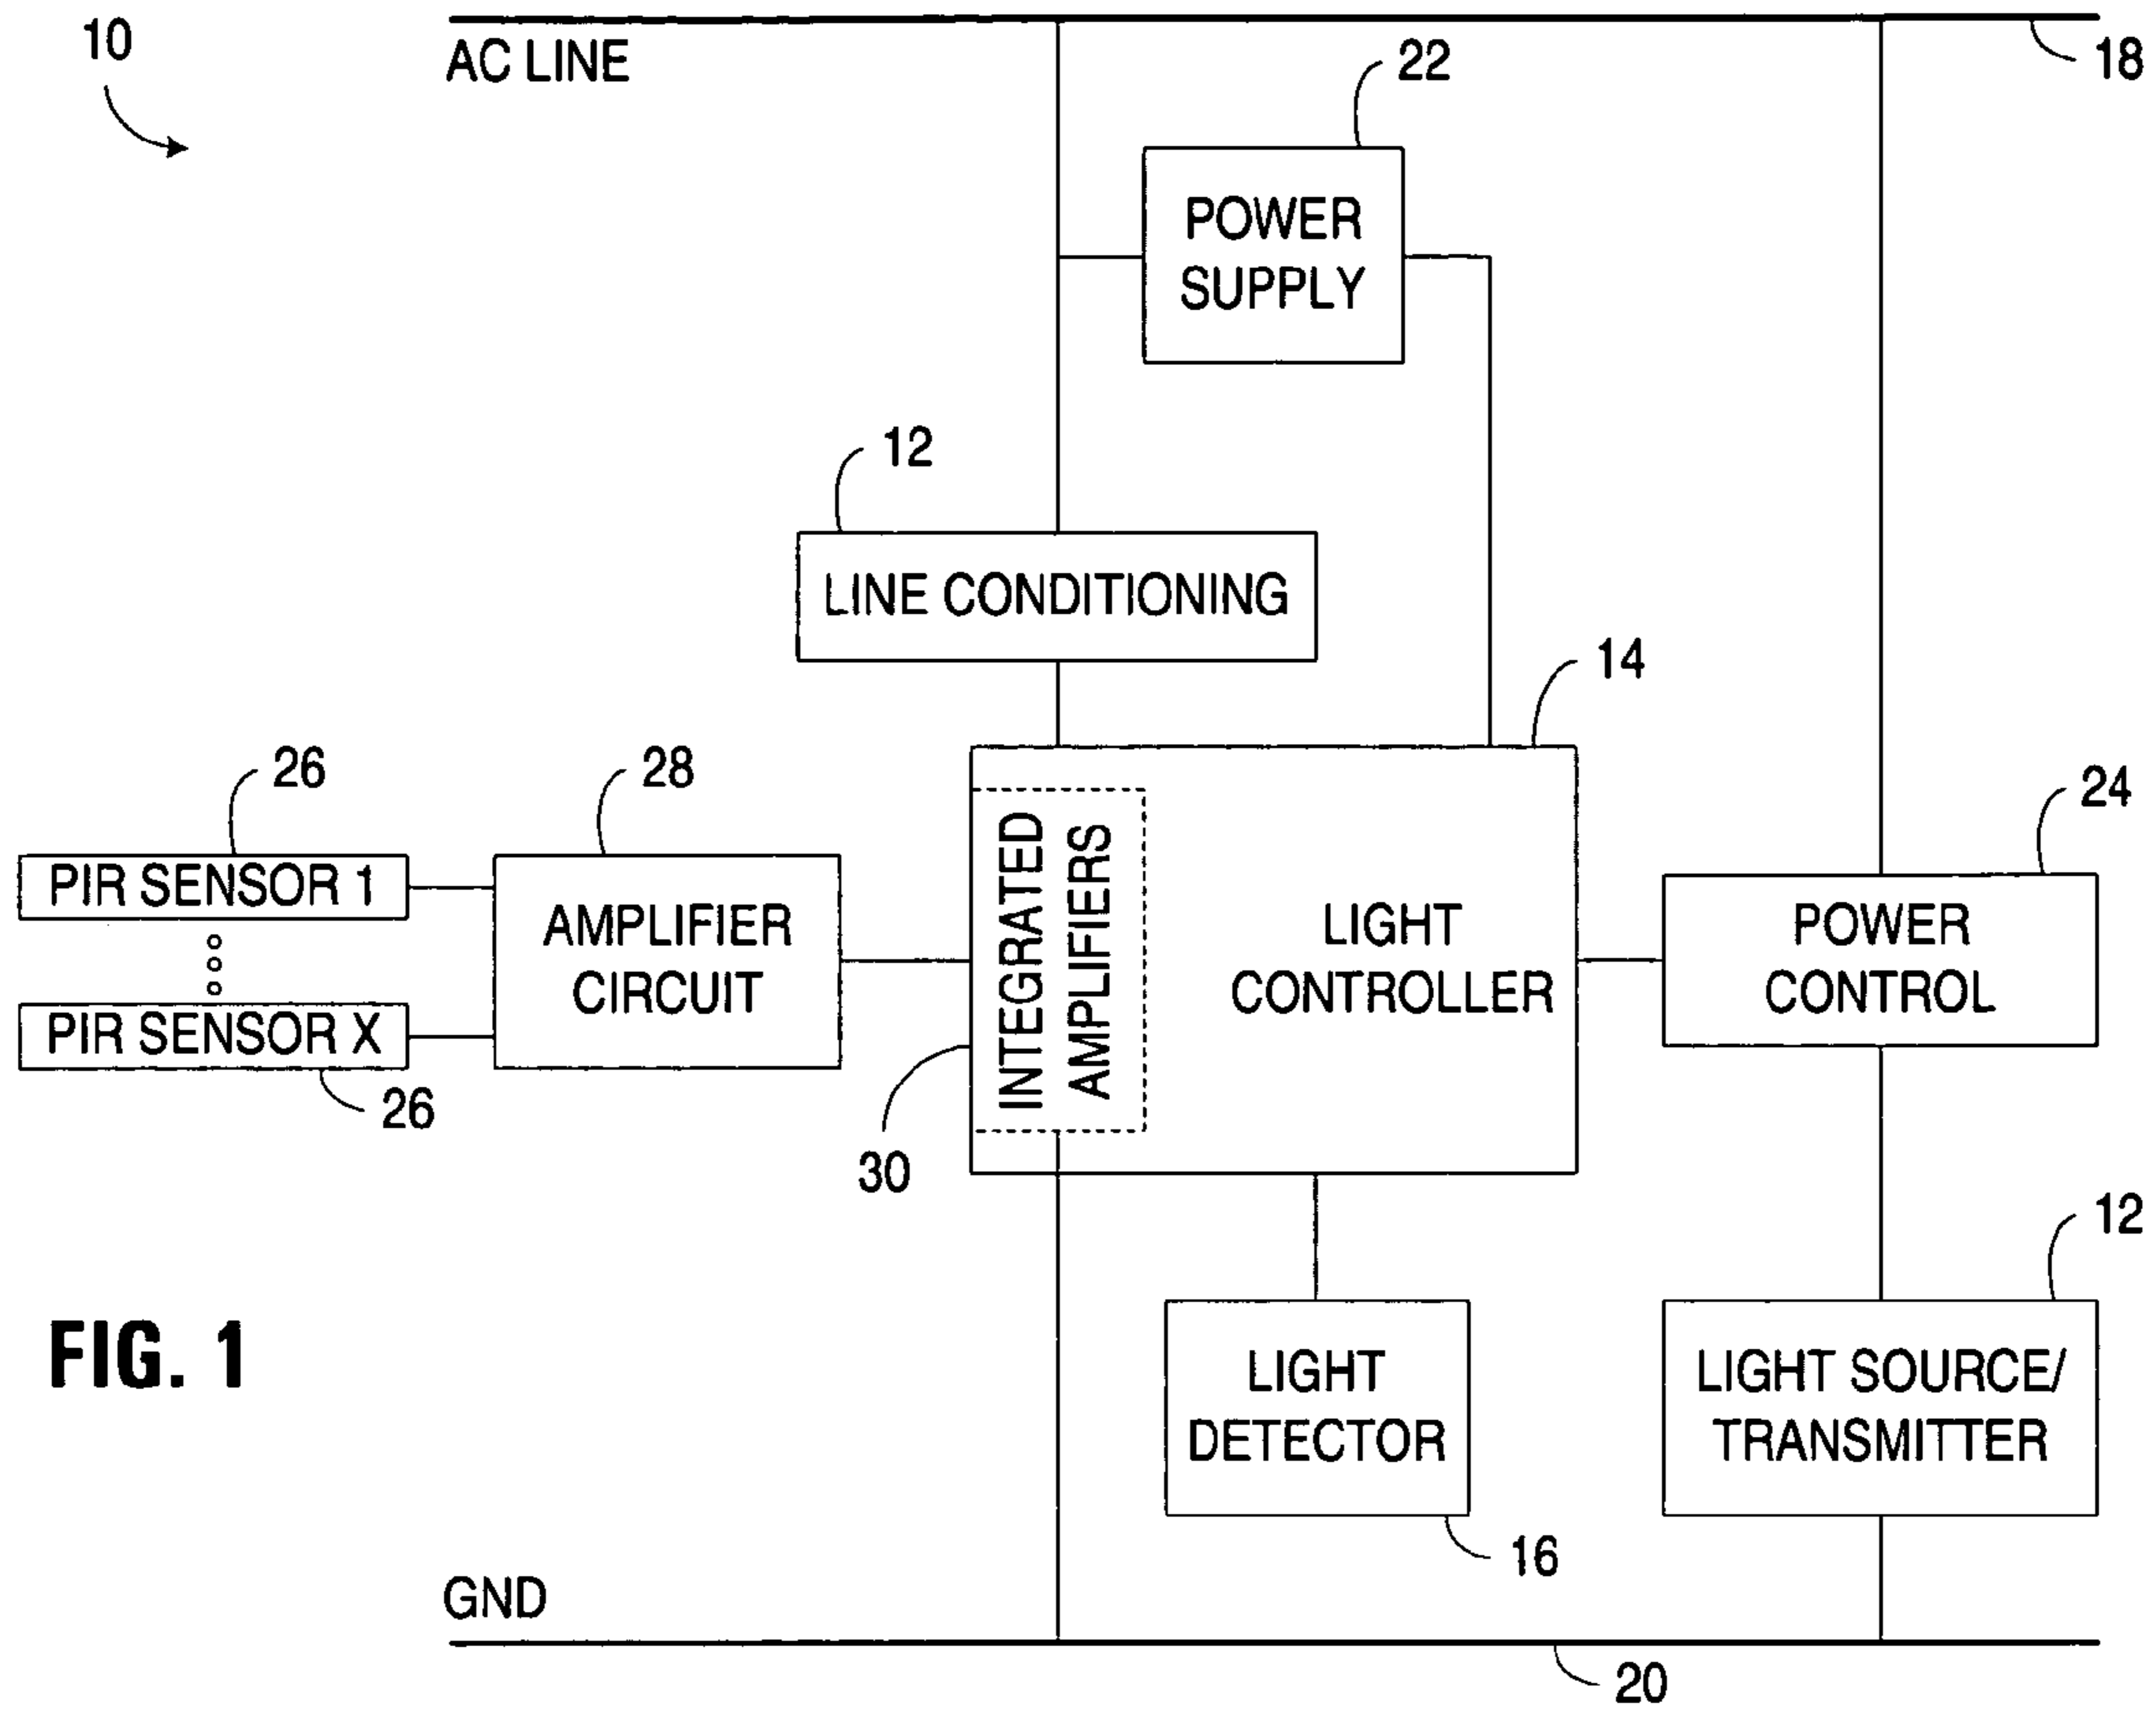 10
AC LINE
18
22
POWER
SUPPLY
12
LINE CONDITIONING
14
26
28
24
PIR SENSOR 1
AMPLIFIER
CIRCUIT
PIR SENSOR X
26
INTEGRATED
AMPLIFIERS
30
LIGHT
CONTROLLER
POWER
CONTROL
12
LIGHT
DETECTOR
16
LIGHT SOURCE/
TRANSMITTER
FIG. 1
GND
20